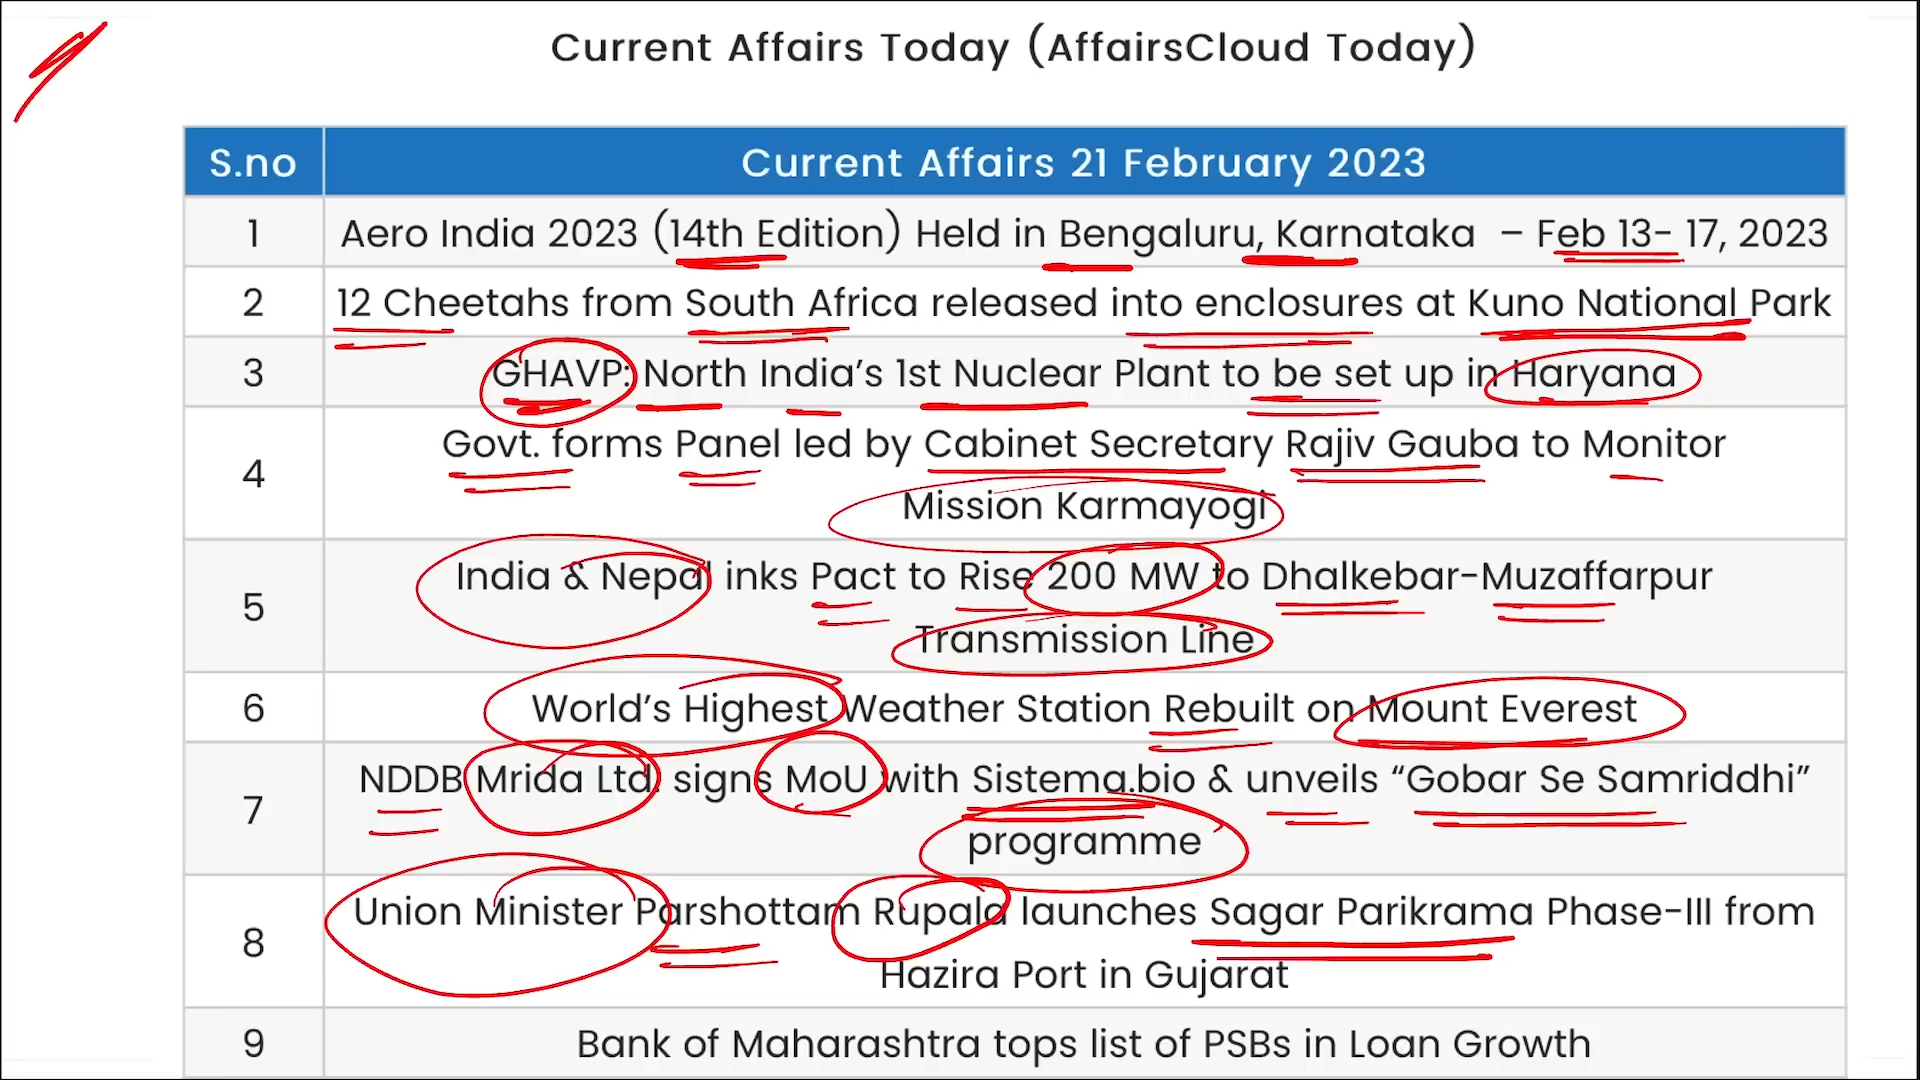 Current Affairs Today (AffairsCloud Today)
S.no Current Affairs 21 February 2023
1 Aero India 2023 (14th Edition) Held in Bengaluru, Karnataka – Feb 13- 17, 2023
2 12 Cheetahs from South Africa released into enclosures at Kuno National Park
3 GHAVP: North India’s 1st Nuclear Plant to be set up in Haryana
4 Govt. forms Panel led by Cabinet Secretary Rajiv Gauba to Monitor
Mission Karmayogi
5 India & Nepal inks Pact to Rise 200 MW to Dhalkebar-Muzaffarpur
Transmission Line
6 World’s Highest Weather Station Rebuilt on Mount Everest
7 NDDB Mrida Ltd. signs MoU with Sistema.bio & unveils “Gobar Se Samriddhi”
programme
8 Union Minister Parshottam Rupala launches Sagar Parikrama Phase-III from
Hazira Port in Gujarat
9 Bank of Maharashtra tops list of PSBs in Loan Growth